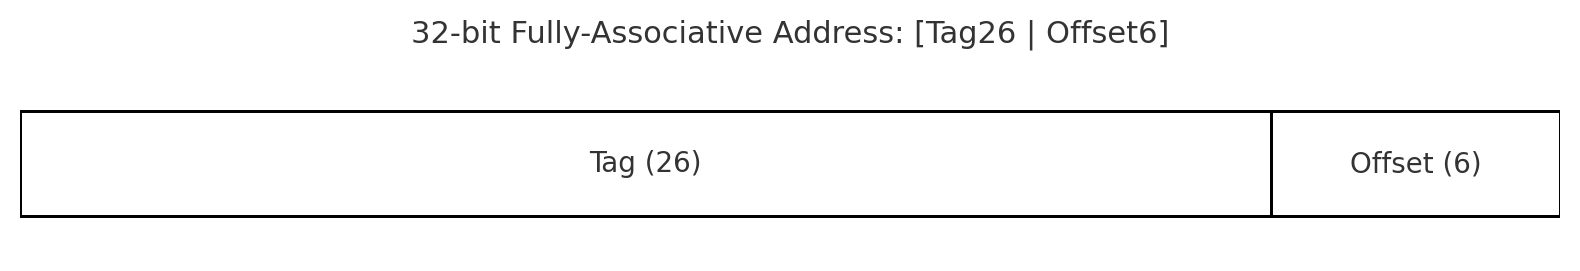 32-bit Fully-Associative Address: [Tag26 | Offset6]
Tag (26)
Offset (6)